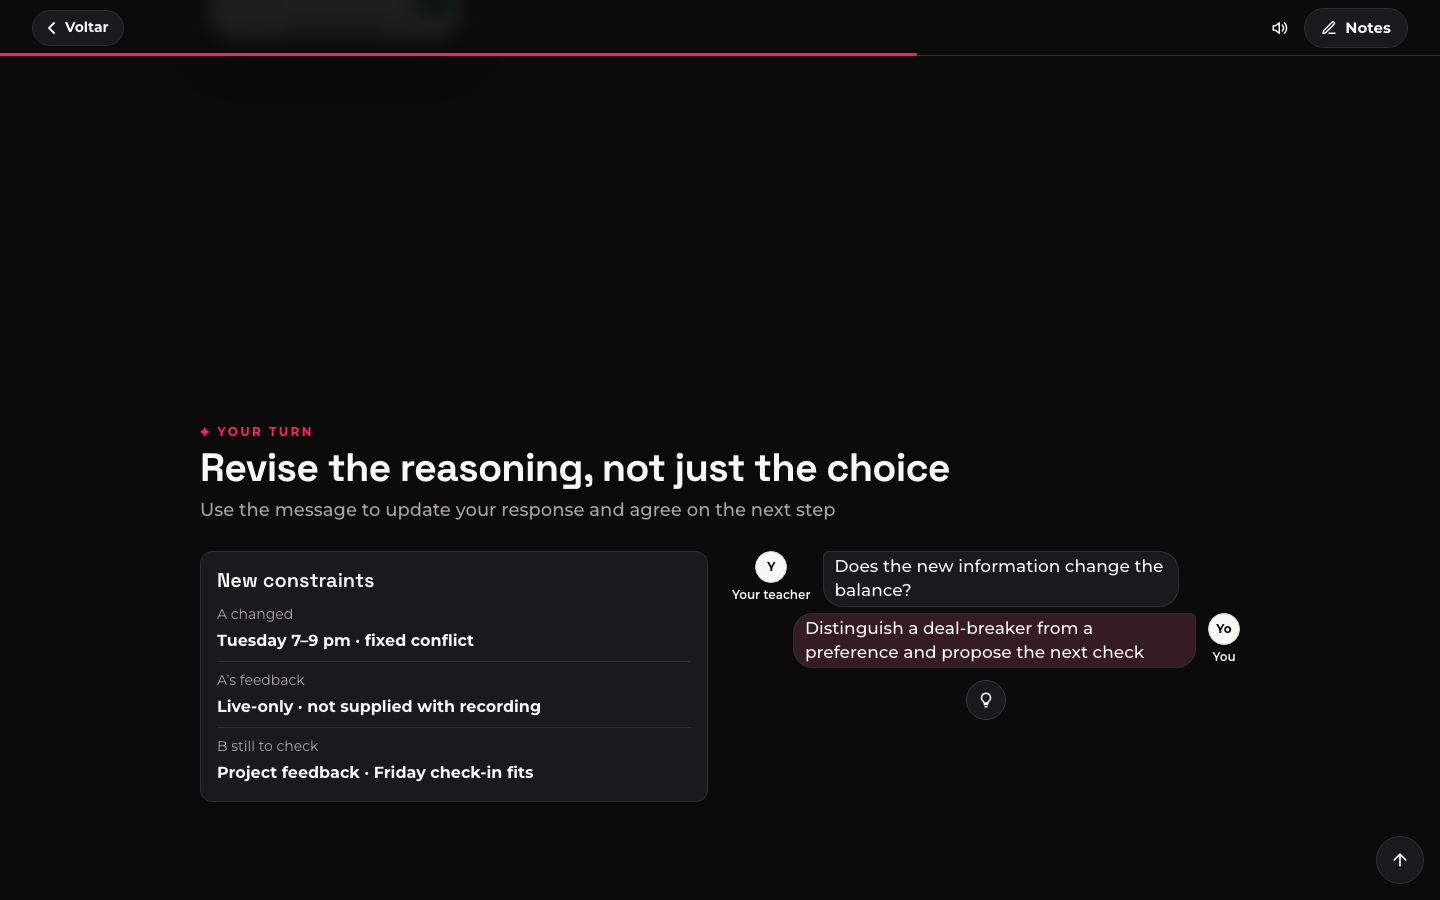 Voltar
Notes
YOUR TURN
Revise the reasoning, not just the choice
Use the message to update your response and agree on the next step
New constraints
A changed
Tuesday 7–9 pm · fixed conflict
A's feedback
Live-only · not supplied with recording
B still to check
Project feedback · Friday check-in fits
Y
Your teacher
Does the new information change the
balance?
Distinguish a deal-breaker from a
preference and propose the next check
Yo
You